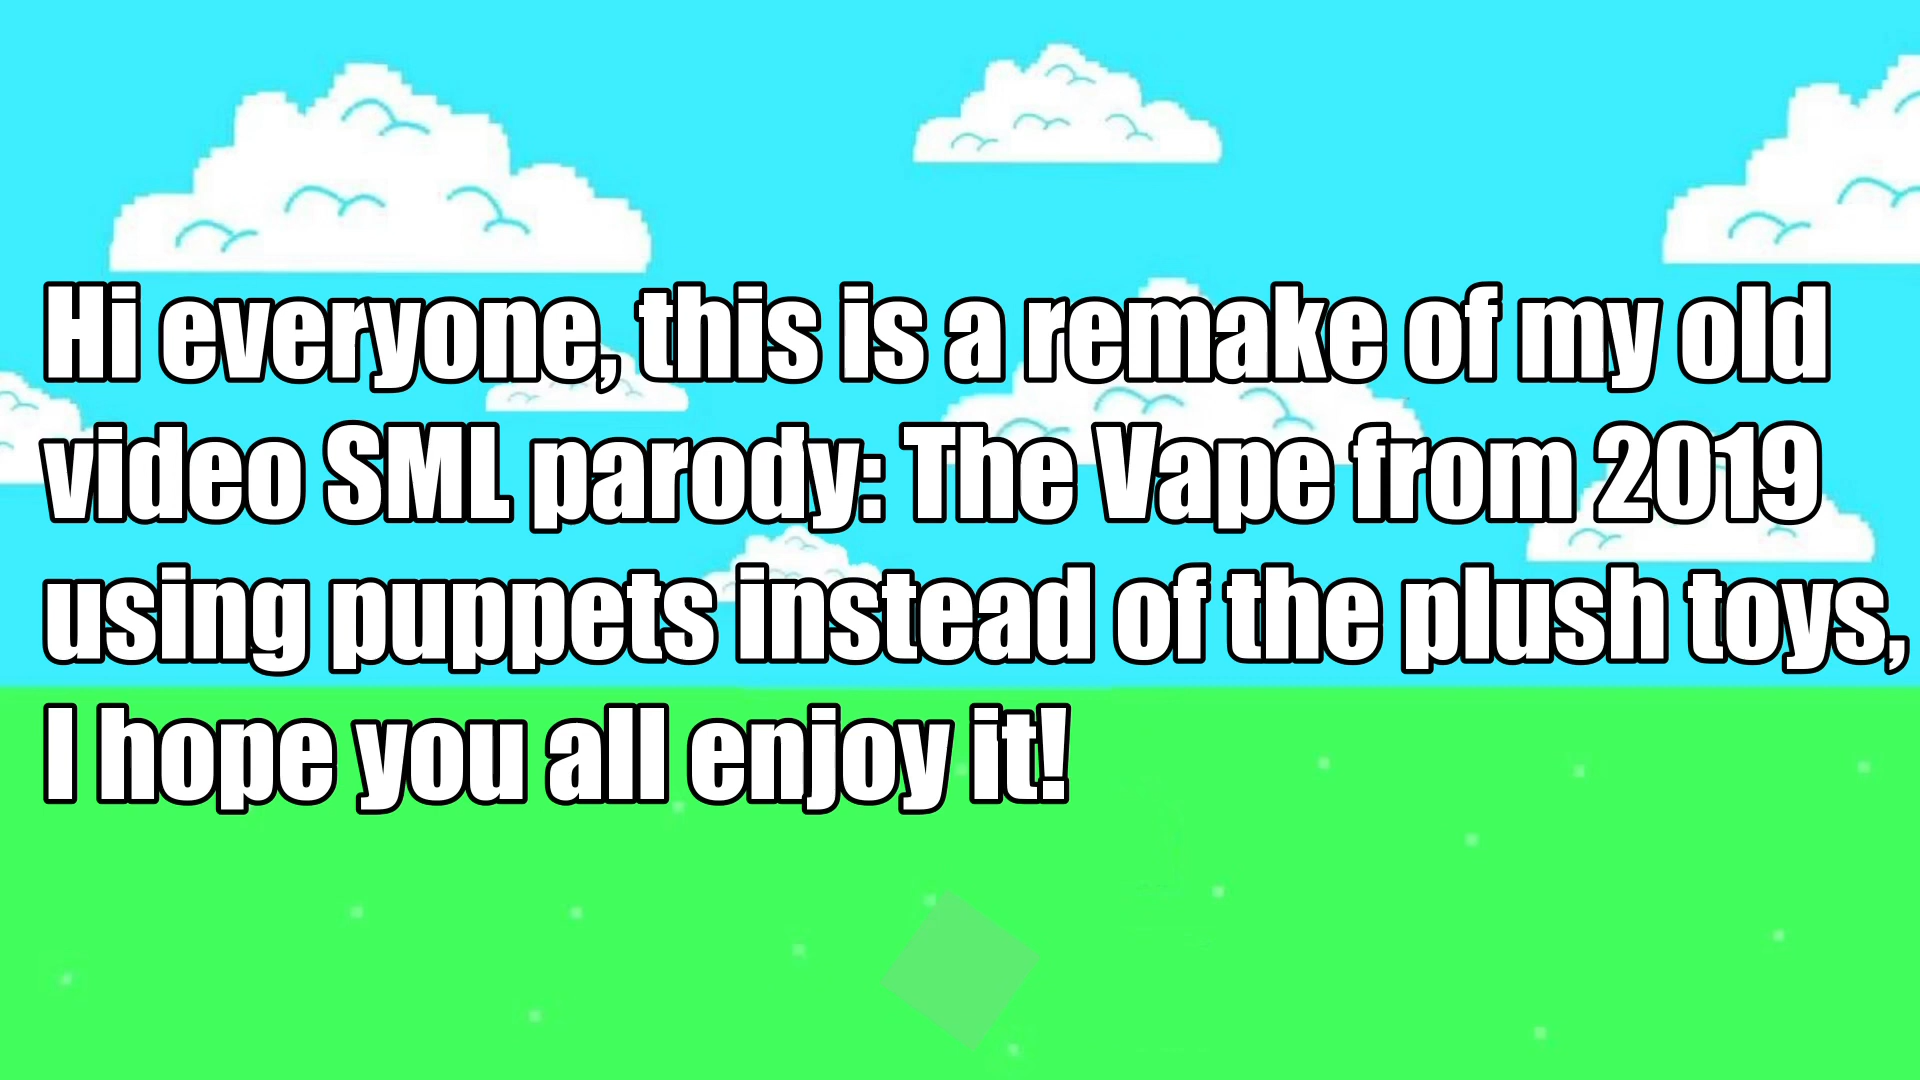 Hi everyone, this is a remake of my old
video SML parody: The Vape from 2019
using puppets instead of the plush toys,
I hope you all enjoy it!